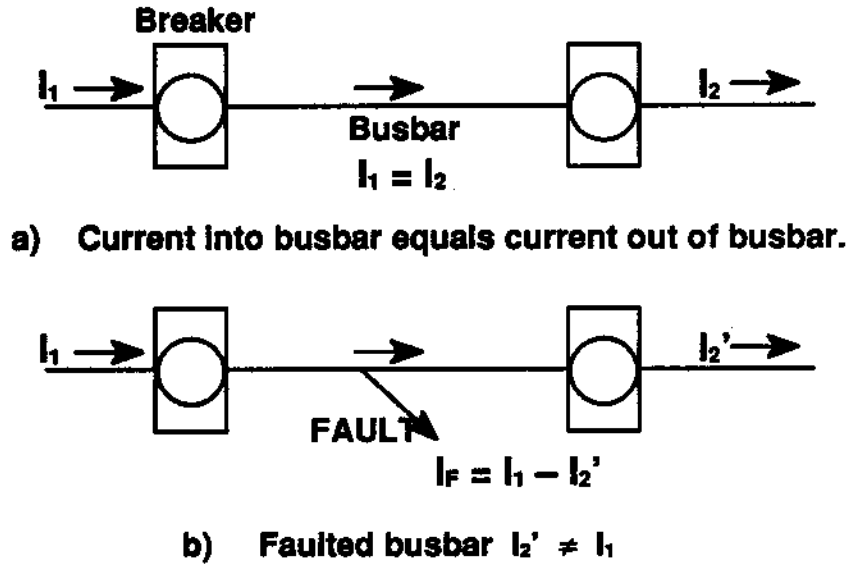 Breaker
I₁
I₂
Busbar
I₁ = I₂
a) Current into busbar equals current out of busbar.
I₁
I₂'
FAULT
I_F = I₁ – I₂'
b) Faulted busbar I₂' ≠ I₁